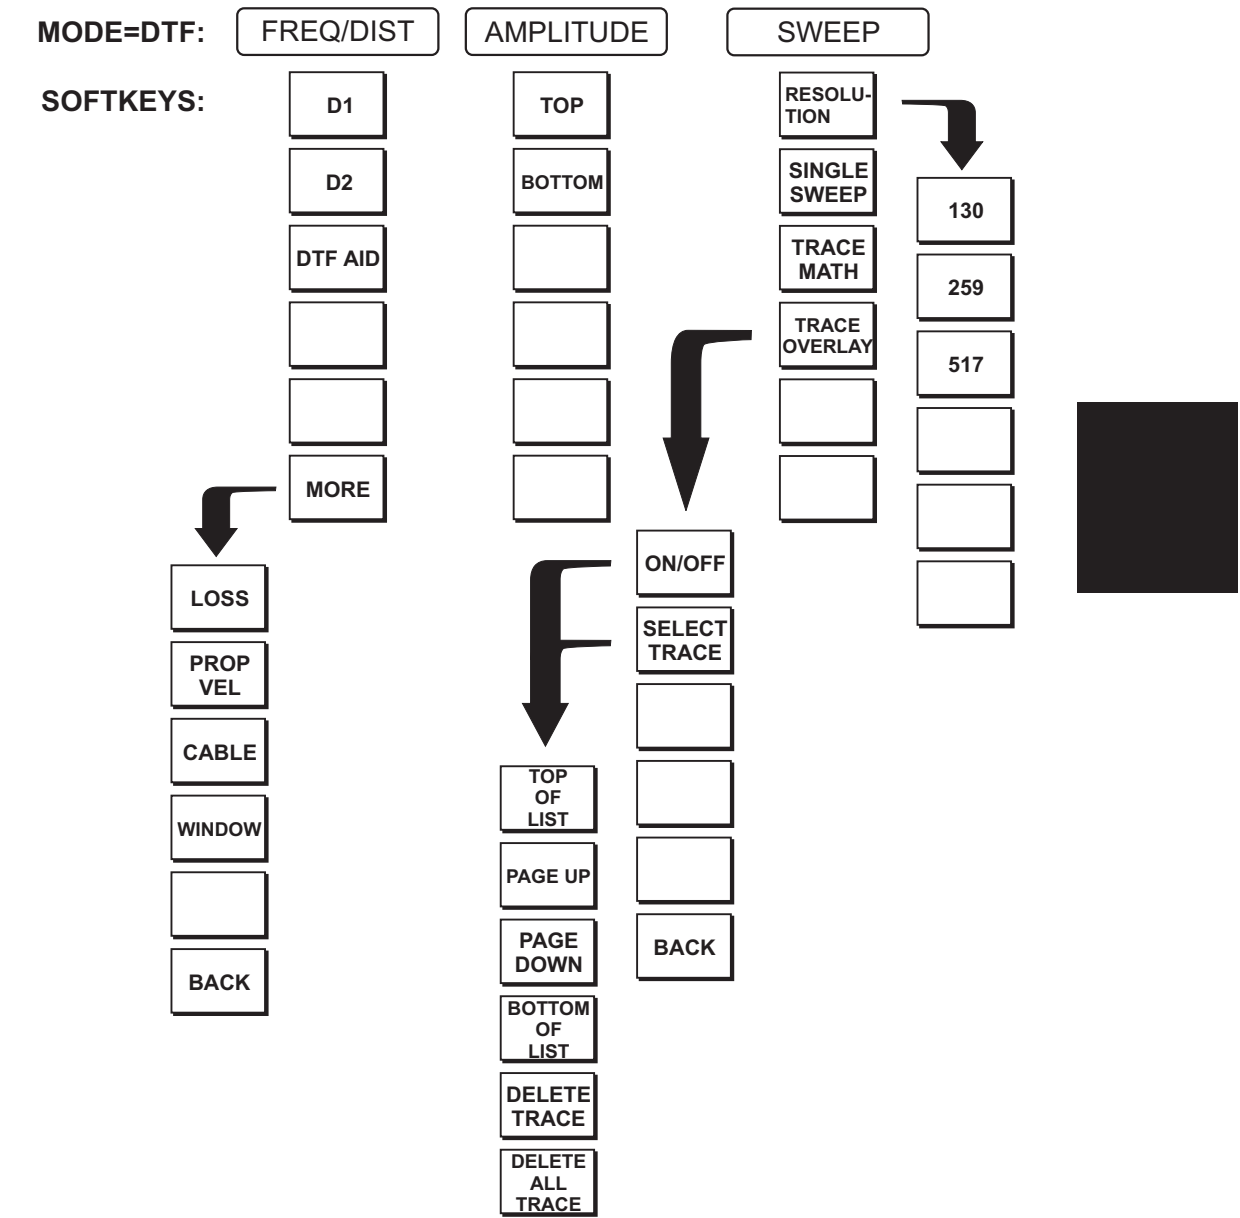 MODE=DTF: FREQ/DIST AMPLITUDE SWEEP
SOFTKEYS:
D1
D2
DTF AID
MORE
LOSS
PROP
VEL
CABLE
WINDOW
BACK
TOP
BOTTOM
RESOLU-
TION
SINGLE
SWEEP
TRACE
MATH
TRACE
OVERLAY
130
259
517
ON/OFF
SELECT
TRACE
BACK
TOP
OF
LIST
PAGE UP
PAGE
DOWN
BOTTOM
OF
LIST
DELETE
TRACE
DELETE
ALL
TRACE